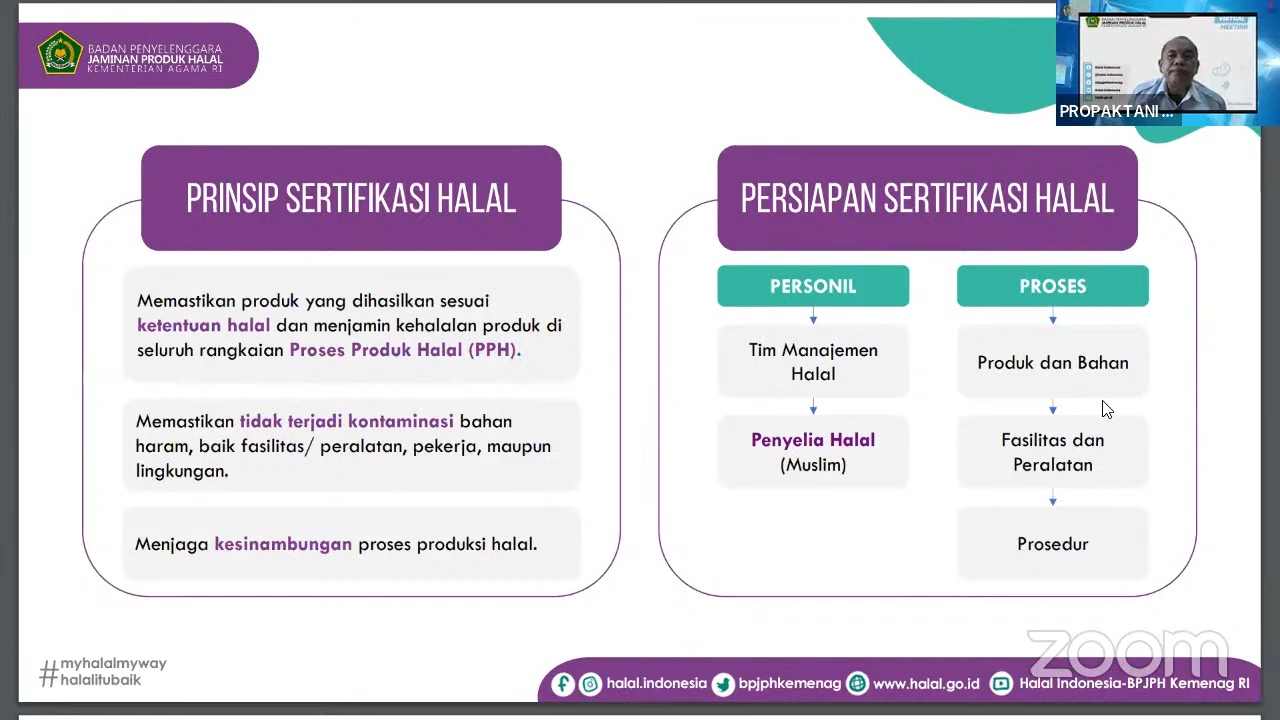 BADAN PENYELENGGARA
JAMINAN PRODUK HALAL
KEMENTERIAN AGAMA RI
VIRTUAL
MEETING
PROPAKTANI ...
PRINSIP SERTIFIKASI HALAL
Memastikan produk yang dihasilkan sesuai
ketentuan halal dan menjamin kehalalan produk di
seluruh rangkaian Proses Produk Halal (PPH).
Memastikan tidak terjadi kontaminasi bahan
haram, baik fasilitas/ peralatan, pekerja, maupun
lingkungan.
Menjaga kesinambungan proses produksi halal.
PERSIAPAN SERTIFIKASI HALAL
PERSONIL
Tim Manajemen
Halal
Penyelia Halal
(Muslim)
PROSES
Produk dan Bahan
Fasilitas dan
Peralatan
Prosedur
zoom
#myhalalmyway
halalitubaik
halal.indonesia
bpjphkemenag
www.halal.go.id
Halal Indonesia-BPJPH Kemenag RI